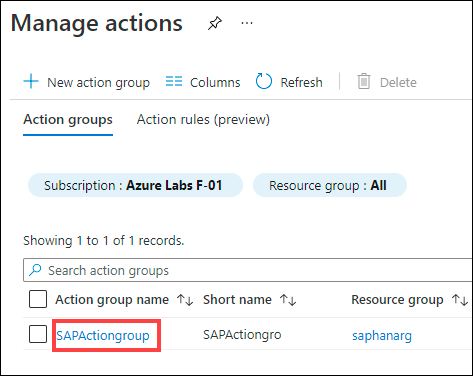 Manage actions
New action group Columns Refresh Delete
Action groups Action rules (preview)
Subscription : Azure Labs F-01 Resource group : All
Showing 1 to 1 of 1 records.
Search action groups
Action group name Short name Resource group
SAPActiongroup SAPActiongro saphanarg